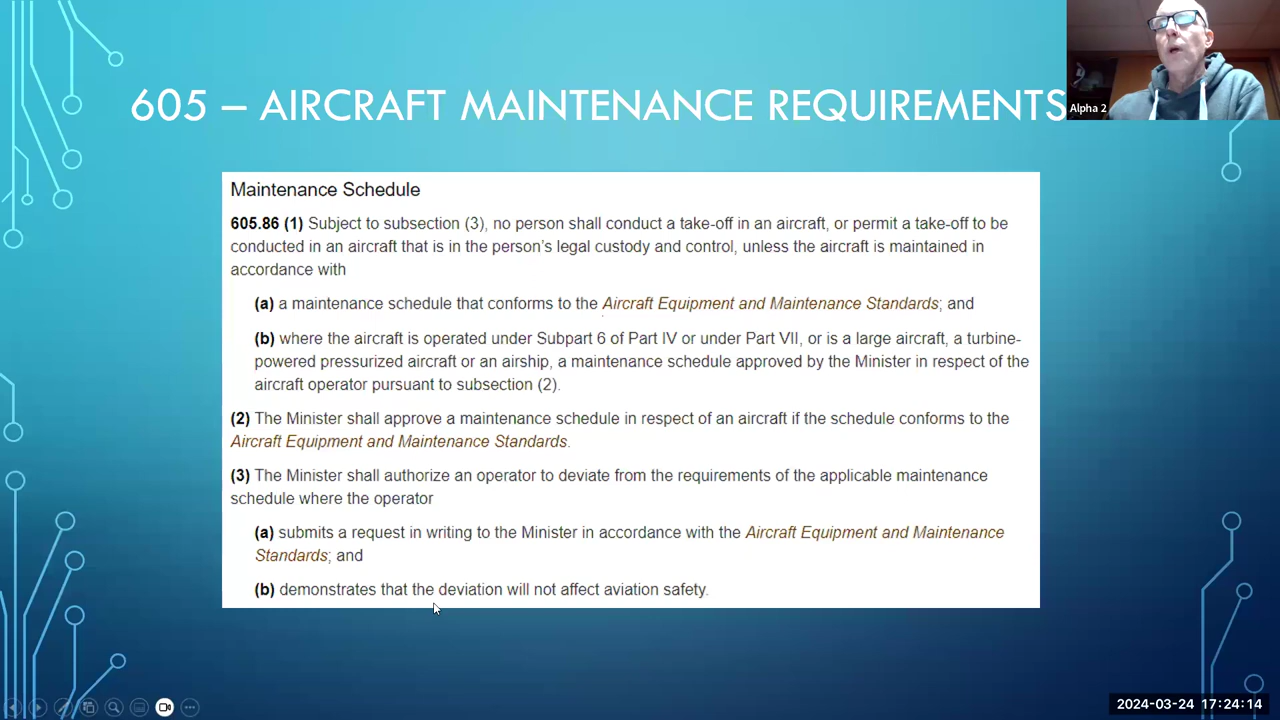 605 – AIRCRAFT MAINTENANCE REQUIREMENTS
Alpha 2
Maintenance Schedule
605.86 (1) Subject to subsection (3), no person shall conduct a take-off in an aircraft, or permit a take-off to be
conducted in an aircraft that is in the person's legal custody and control, unless the aircraft is maintained in
accordance with
(a) a maintenance schedule that conforms to the Aircraft Equipment and Maintenance Standards; and
(b) where the aircraft is operated under Subpart 6 of Part IV or under Part VII, or is a large aircraft, a turbine-
powered pressurized aircraft or an airship, a maintenance schedule approved by the Minister in respect of the
aircraft operator pursuant to subsection (2).
(2) The Minister shall approve a maintenance schedule in respect of an aircraft if the schedule conforms to the
Aircraft Equipment and Maintenance Standards.
(3) The Minister shall authorize an operator to deviate from the requirements of the applicable maintenance
schedule where the operator
(a) submits a request in writing to the Minister in accordance with the Aircraft Equipment and Maintenance
Standards; and
(b) demonstrates that the deviation will not affect aviation safety.
2024-03-24 17:24:14